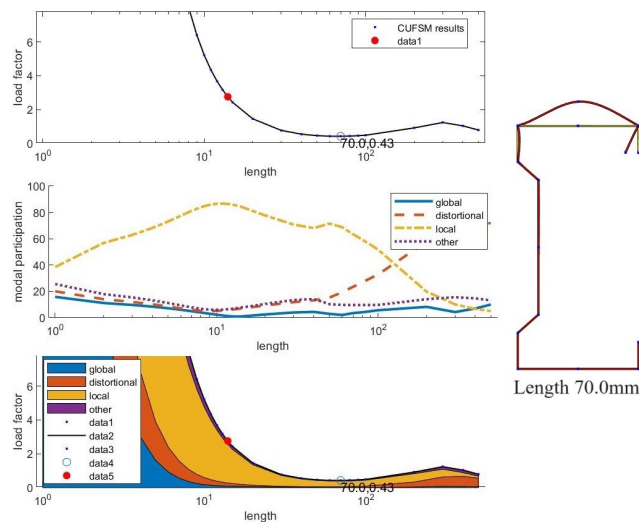 load factor
6
4
2
0
CUFSM results
data1
70.0,0.43
10^0
10^1
10^2
length
modal participation
100
80
60
40
20
0
global
distortional
local
other
10^0
10^1
10^2
length
load factor
6
4
2
0
global
distortional
local
other
data1
data2
data3
data4
data5
70.0,0.43
10^0
10^1
10^2
length
Length 70.0mm